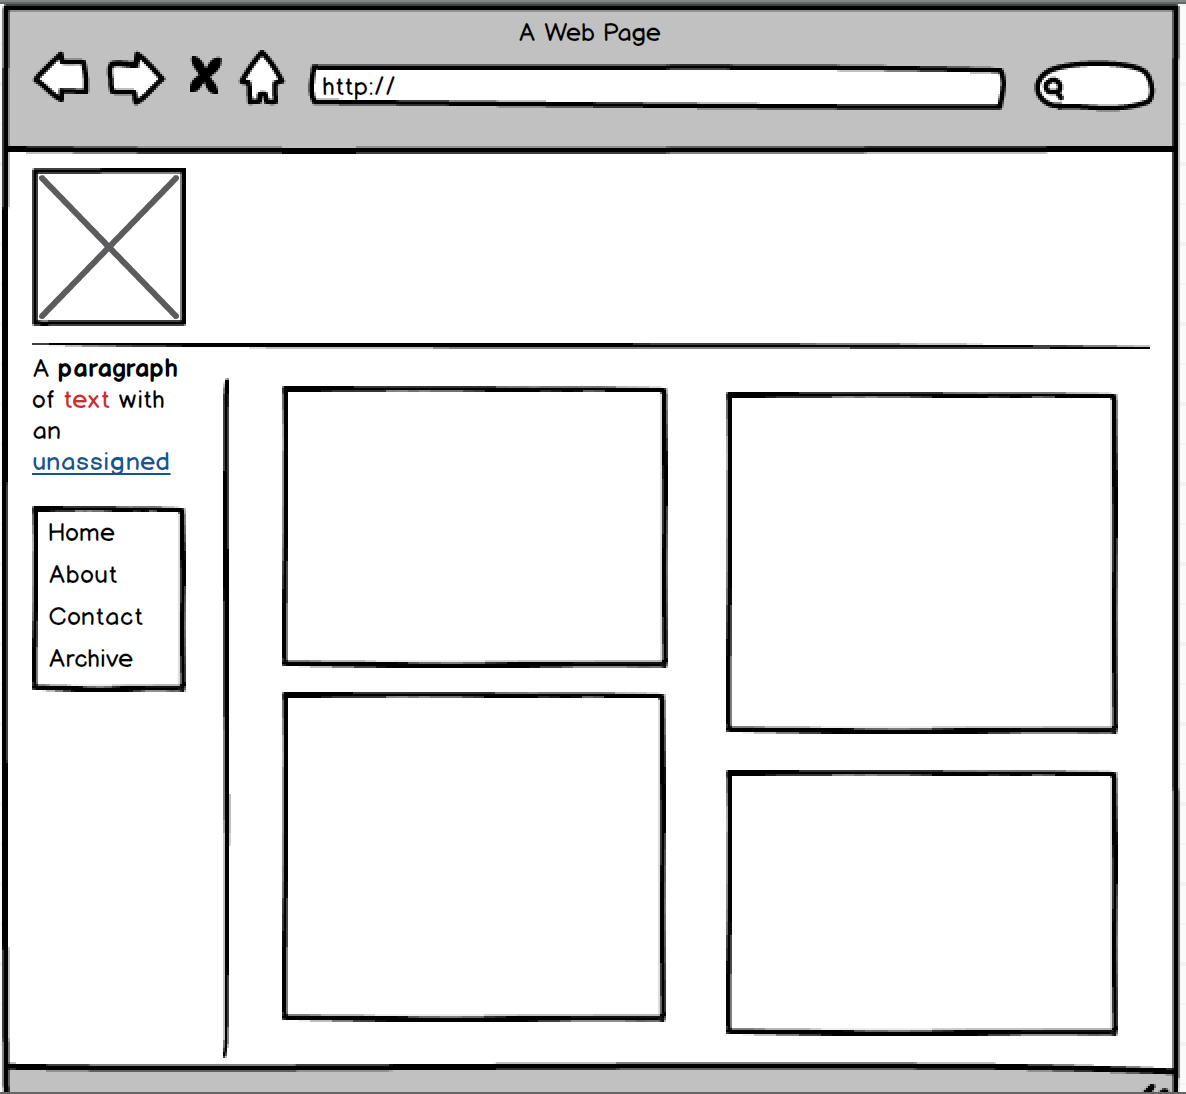 A Web Page
http://
A paragraph
of text with
an
unassigned
Home
About
Contact
Archive